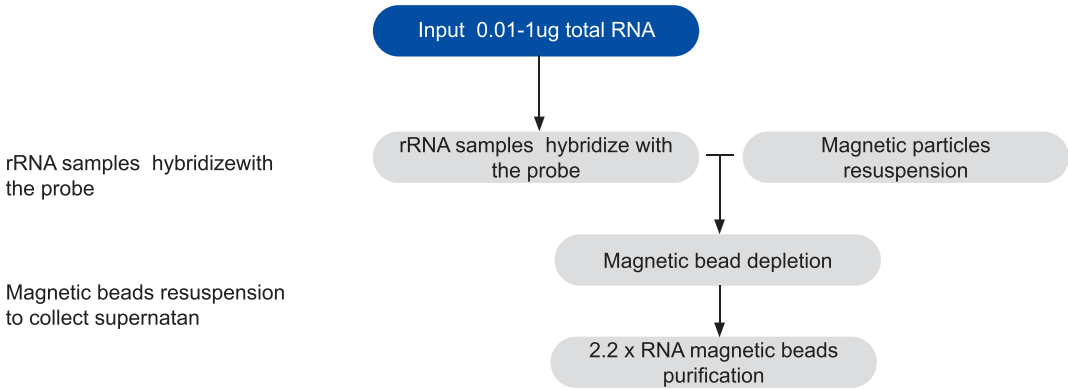 Input 0.01-1ug total RNA
rRNA samples hybridizewith
the probe
rRNA samples hybridize with
the probe
Magnetic particles
resuspension
Magnetic bead depletion
Magnetic beads resuspension
to collect supernatan
2.2 x RNA magnetic beads
purification